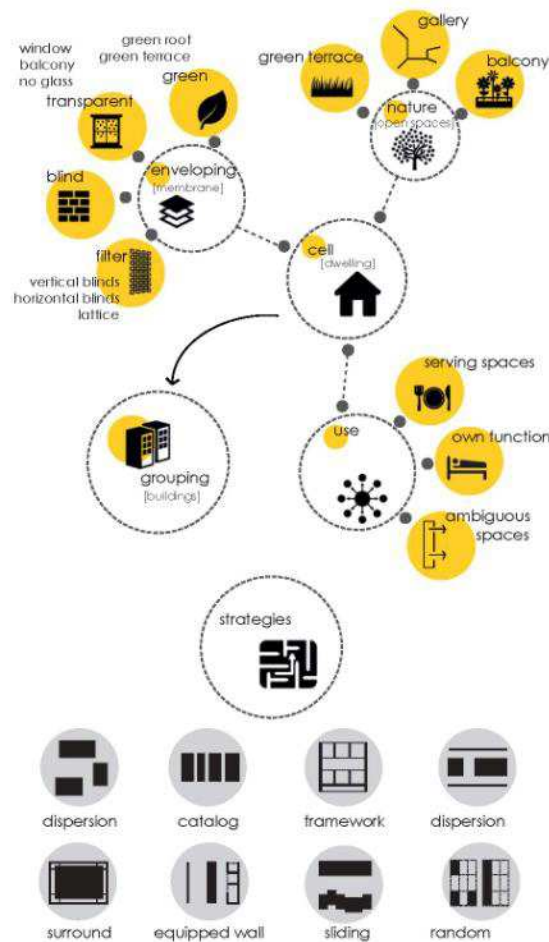 window
balcony
no glass
transparent
green root
green terrace
green
blind
filter
vertical blinds
horizontal blinds
lattice
enveloping
[membrane]
gallery
green terrace
balcony
nature
[open spaces]
cell
[dwelling]
grouping
[buildings]
use
serving spaces
own function
ambiguous
spaces
strategies
dispersion
catalog
framework
dispersion
surround
equipped wall
sliding
random